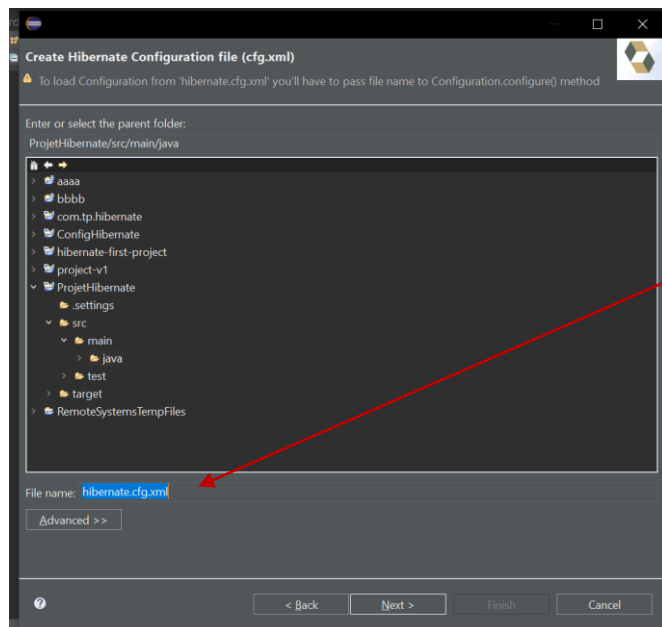 Create Hibernate Configuration file (cfg.xml)
To load Configuration from 'hibernate.cfg.xml' you'll have to pass file name to Configuration.configure() method
Enter or select the parent folder:
ProjetHibernate/src/main/java
aaaa
bbbb
com.tp.hibernate
ConfigHibernate
hibernate-first-project
project-v1
ProjetHibernate
.settings
src
main
java
test
target
RemoteSystemsTempFiles
File name: hibernate.cfg.xml
Advanced >>
< Back Next > Finish Cancel